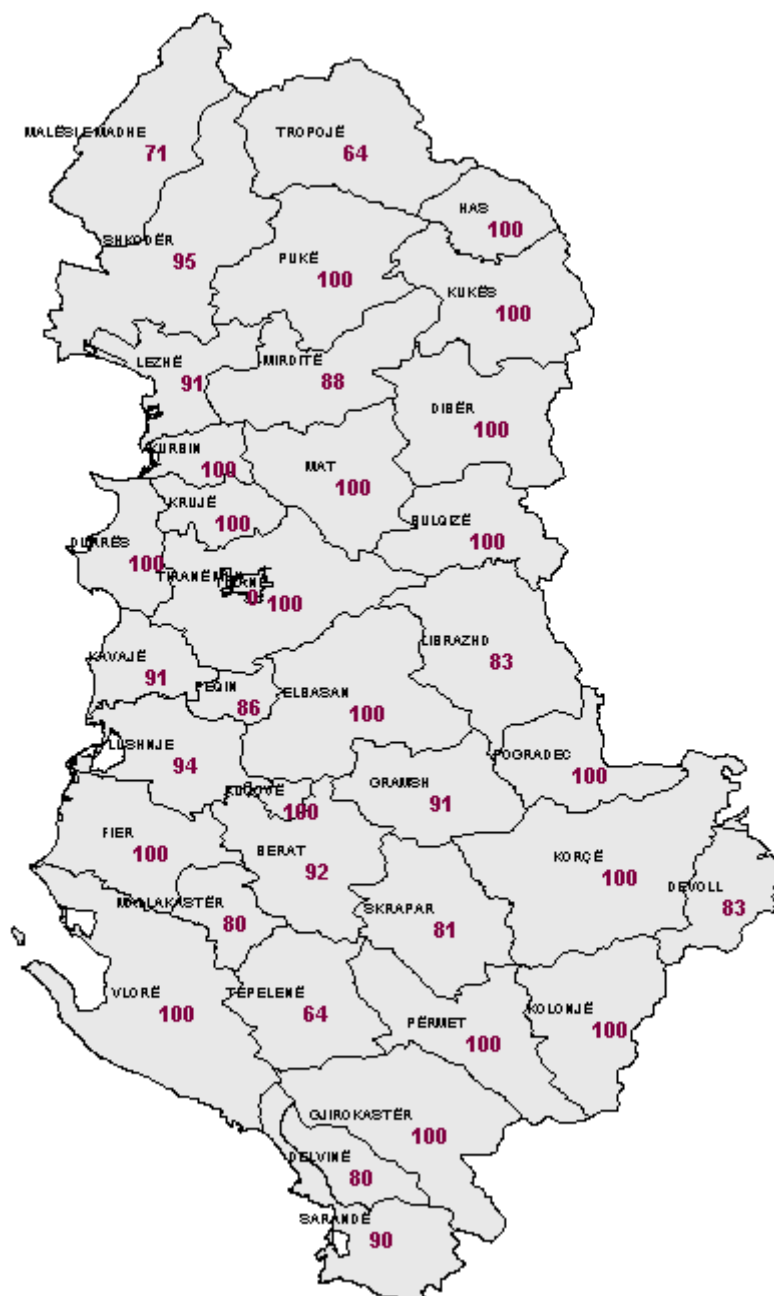 MALËSI E MADHE
71
TROPOJË
64
HAS
100
SHKODËR
95
PUKË
100
KUKËS
100
LEZHË
91
MIRDITË
88
DIBËR
100
KURBIN
100
MAT
100
KRUJË
100
BULQIZË
100
DURRËS
100
0
100
LIBRAZHD
83
KAVAJË
91
PEQIN
86
ELBASAN
100
LUSHNJE
94
POGRADEC
100
GRAMSH
91
KUÇOVË
100
FIER
100
BERAT
92
KORÇË
100
DEVOLL
83
MALLAKASTËR
80
SKRAPAR
81
VLORË
100
TEPELENË
64
PËRMET
100
KOLONJË
100
GJIROKASTËR
100
DELVINË
80
SARANDË
90